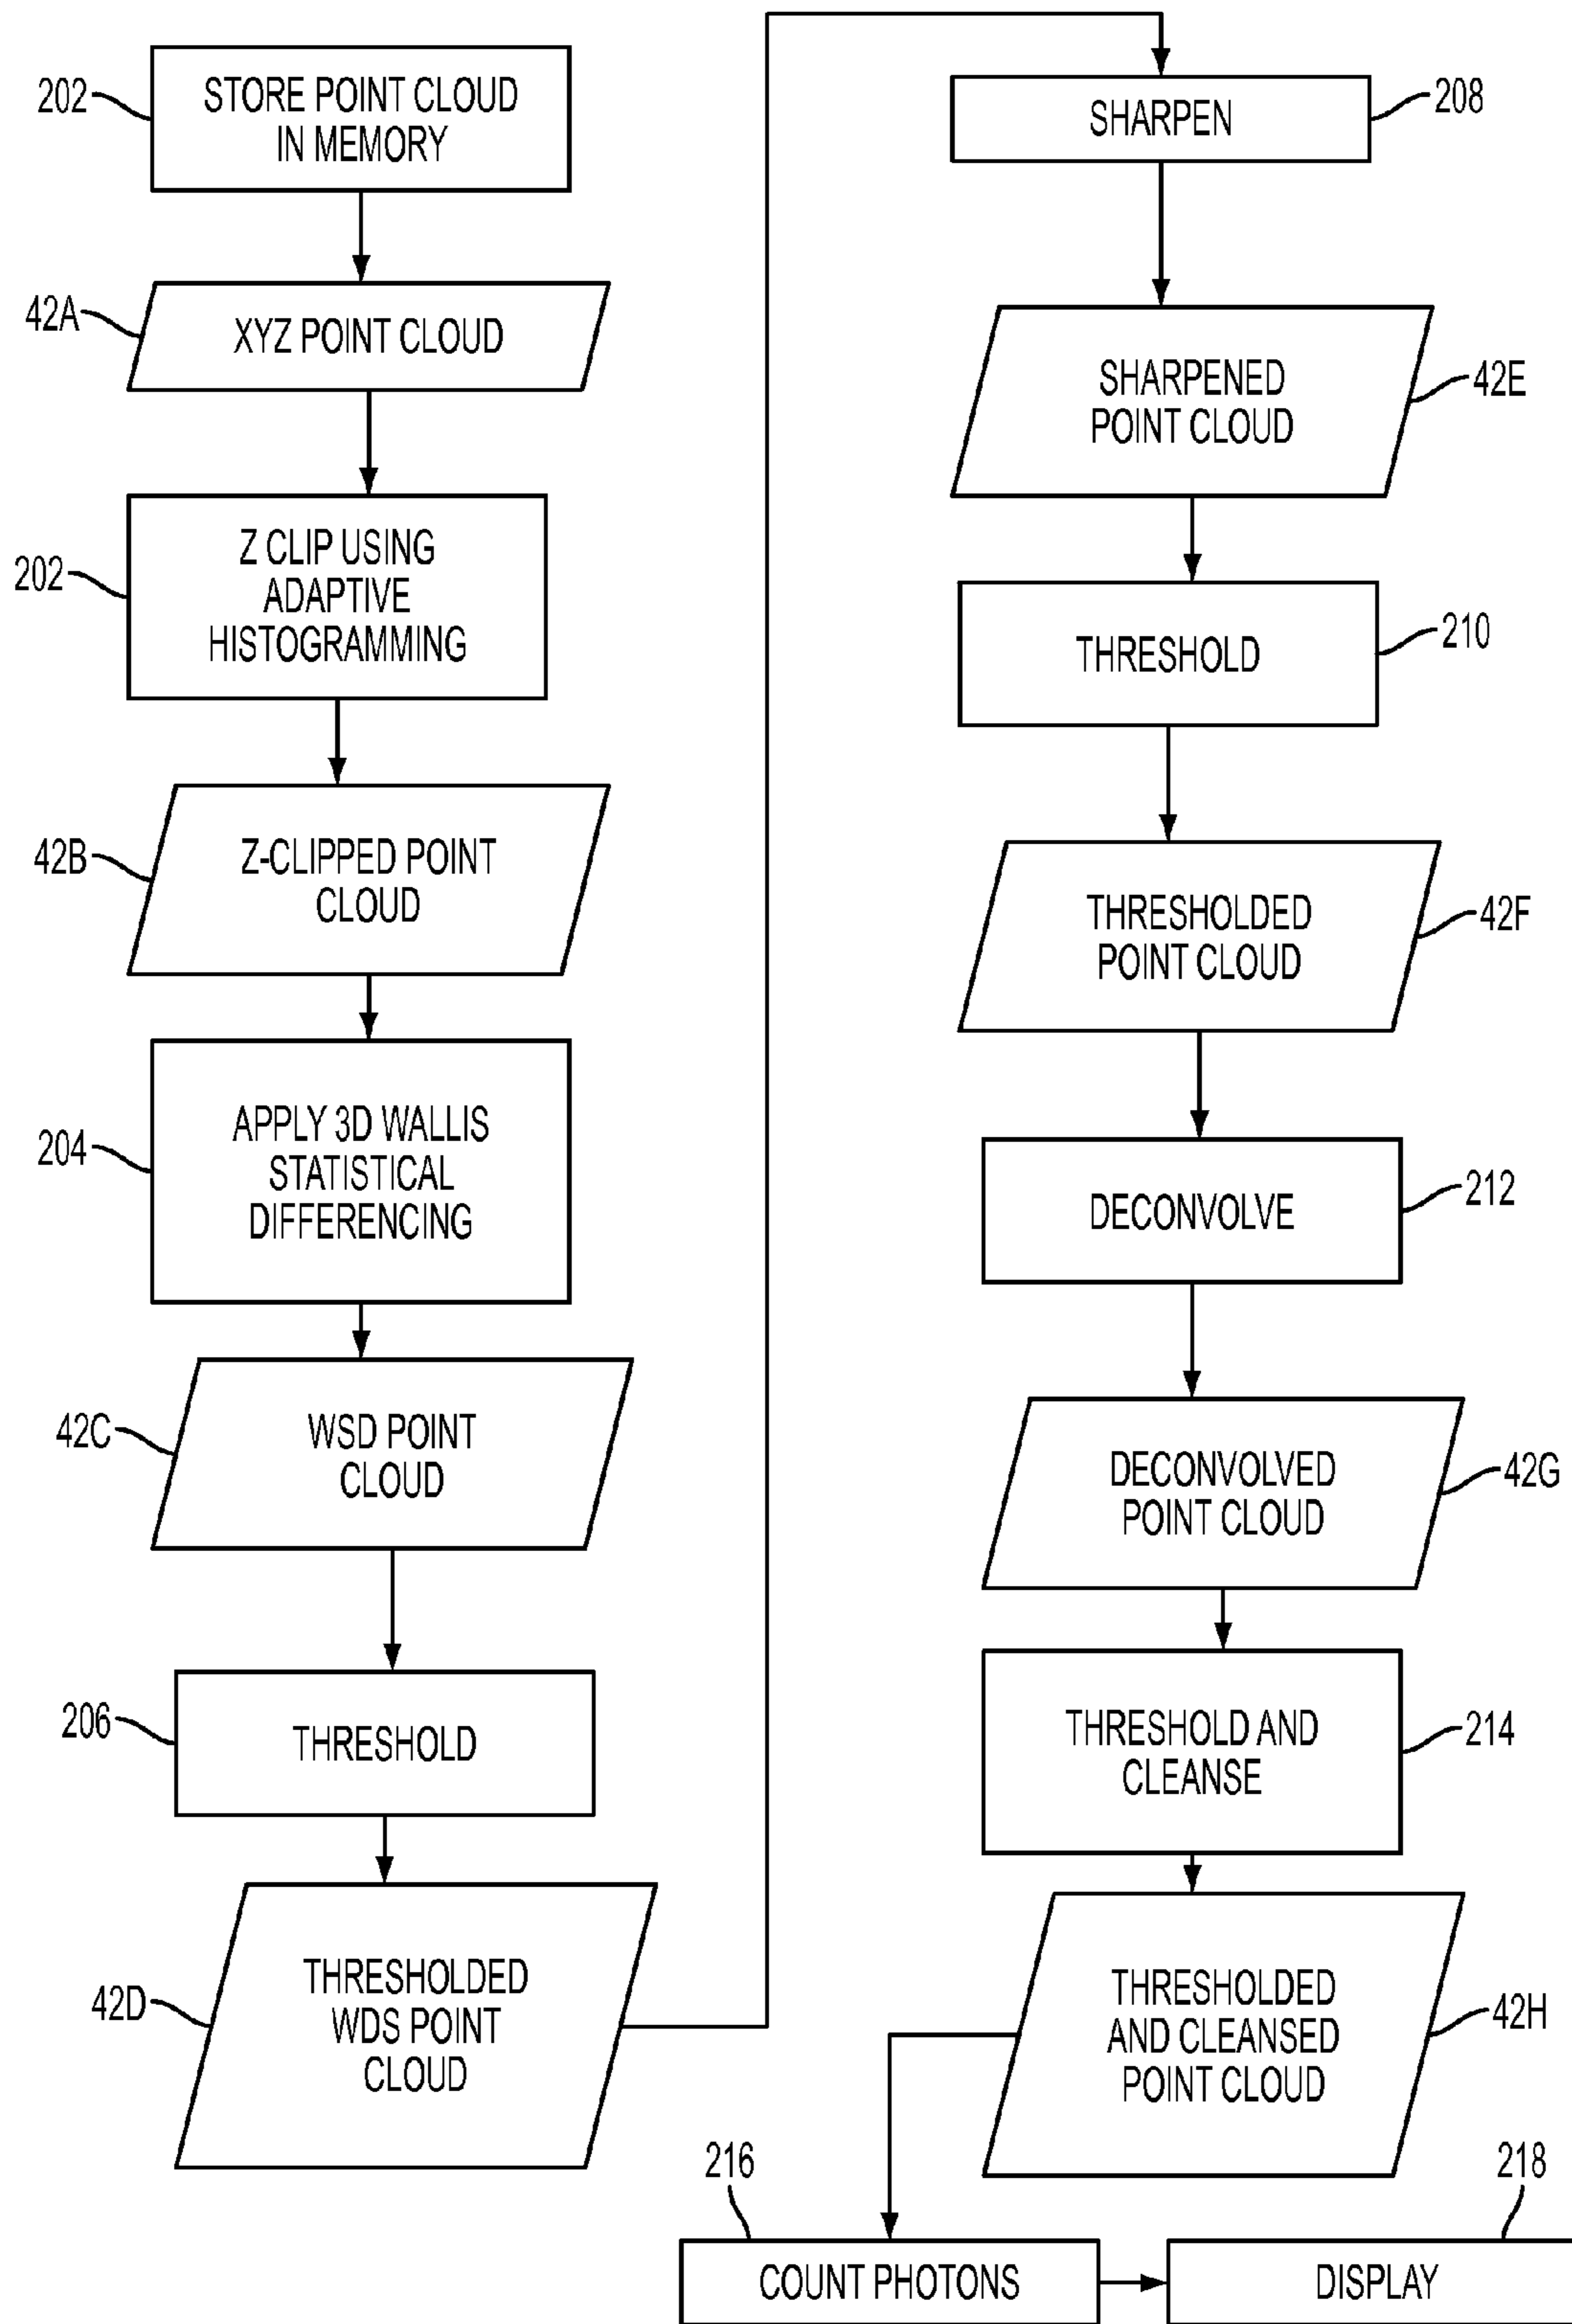 202
STORE POINT CLOUD
IN MEMORY
42A
XYZ POINT CLOUD
202
Z CLIP USING
ADAPTIVE
HISTOGRAMMING
42B
Z-CLIPPED POINT
CLOUD
204
APPLY 3D WALLIS
STATISTICAL
DIFFERENCING
42C
WSD POINT
CLOUD
206
THRESHOLD
42D
THRESHOLDED
WDS POINT
CLOUD
SHARPEN
208
SHARPENED
POINT CLOUD
42E
THRESHOLD
210
THRESHOLDED
POINT CLOUD
42F
DECONVOLVE
212
DECONVOLVED
POINT CLOUD
42G
THRESHOLD AND
CLEANSE
214
THRESHOLDED
AND CLEANSED
POINT CLOUD
42H
216
COUNT PHOTONS
218
DISPLAY